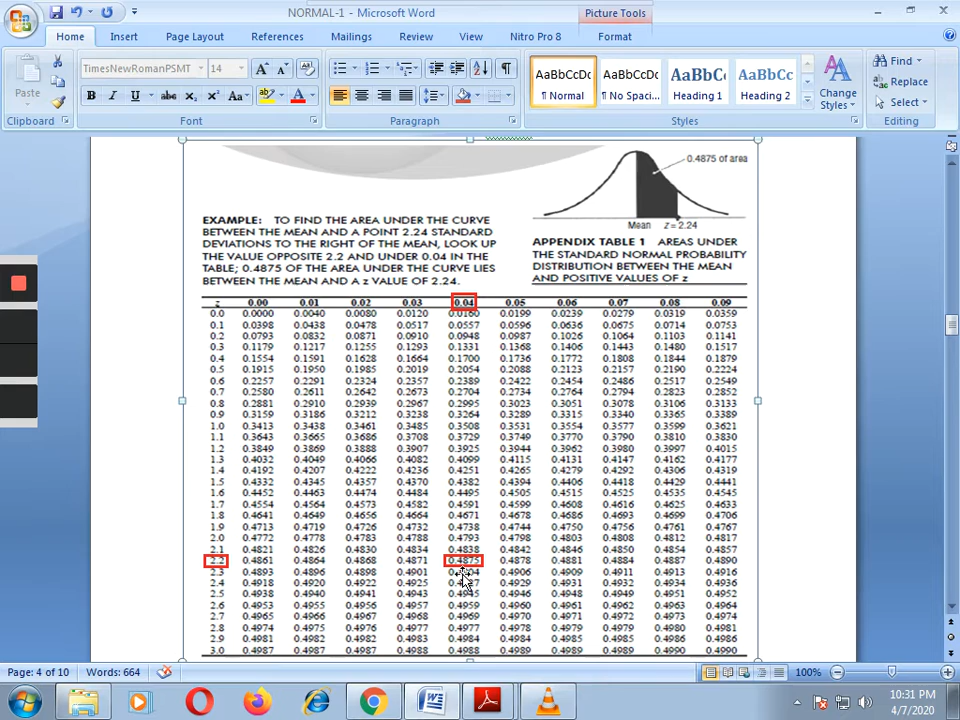 NORMAL-1 - Microsoft Word
Picture Tools
Home Insert Page Layout References Mailings Review View Nitro Pro 8 Format
TimesNewRomanPSMT 14
Paste
B I U abc X₂ X² Aa
AaBbCcDc AaBbCcDc AaBbC AaBbCc
¶ Normal ¶ No Spaci... Heading 1 Heading 2
Change Styles
Find
Replace
Select
Clipboard Font Paragraph Styles Editing
0.4875 of area
Mean z = 2.24
EXAMPLE: TO FIND THE AREA UNDER THE CURVE
BETWEEN THE MEAN AND A POINT 2.24 STANDARD
DEVIATIONS TO THE RIGHT OF THE MEAN, LOOK UP
THE VALUE OPPOSITE 2.2 AND UNDER 0.04 IN THE
TABLE; 0.4875 OF THE AREA UNDER THE CURVE LIES
BETWEEN THE MEAN AND A z VALUE OF 2.24.
APPENDIX TABLE 1 AREAS UNDER
THE STANDARD NORMAL PROBABILITY
DISTRIBUTION BETWEEN THE MEAN
AND POSITIVE VALUES OF z
z 0.00 0.01 0.02 0.03 0.04 0.05 0.06 0.07 0.08 0.09
0.0 0.0000 0.0040 0.0080 0.0120 0.0160 0.0199 0.0239 0.0279 0.0319 0.0359
0.1 0.0398 0.0438 0.0478 0.0517 0.0557 0.0596 0.0636 0.0675 0.0714 0.0753
0.2 0.0793 0.0832 0.0871 0.0910 0.0948 0.0987 0.1026 0.1064 0.1103 0.1141
0.3 0.1179 0.1217 0.1255 0.1293 0.1331 0.1368 0.1406 0.1443 0.1480 0.1517
0.4 0.1554 0.1591 0.1628 0.1664 0.1700 0.1736 0.1772 0.1808 0.1844 0.1879
0.5 0.1915 0.1950 0.1985 0.2019 0.2054 0.2088 0.2123 0.2157 0.2190 0.2224
0.6 0.2257 0.2291 0.2324 0.2357 0.2389 0.2422 0.2454 0.2486 0.2517 0.2549
0.7 0.2580 0.2611 0.2642 0.2673 0.2704 0.2734 0.2764 0.2794 0.2823 0.2852
0.8 0.2881 0.2910 0.2939 0.2967 0.2995 0.3023 0.3051 0.3078 0.3106 0.3133
0.9 0.3159 0.3186 0.3212 0.3238 0.3264 0.3289 0.3315 0.3340 0.3365 0.3389
1.0 0.3413 0.3438 0.3461 0.3485 0.3508 0.3531 0.3554 0.3577 0.3599 0.3621
1.1 0.3643 0.3665 0.3686 0.3708 0.3729 0.3749 0.3770 0.3790 0.3810 0.3830
1.2 0.3849 0.3869 0.3888 0.3907 0.3925 0.3944 0.3962 0.3980 0.3997 0.4015
1.3 0.4032 0.4049 0.4066 0.4082 0.4099 0.4115 0.4131 0.4147 0.4162 0.4177
1.4 0.4192 0.4207 0.4222 0.4236 0.4251 0.4265 0.4279 0.4292 0.4306 0.4319
1.5 0.4332 0.4345 0.4357 0.4370 0.4382 0.4394 0.4406 0.4418 0.4429 0.4441
1.6 0.4452 0.4463 0.4474 0.4484 0.4495 0.4505 0.4515 0.4525 0.4535 0.4545
1.7 0.4554 0.4564 0.4573 0.4582 0.4591 0.4599 0.4608 0.4616 0.4625 0.4633
1.8 0.4641 0.4649 0.4656 0.4664 0.4671 0.4678 0.4686 0.4693 0.4699 0.4706
1.9 0.4713 0.4719 0.4726 0.4732 0.4738 0.4744 0.4750 0.4756 0.4761 0.4767
2.0 0.4772 0.4778 0.4783 0.4788 0.4793 0.4798 0.4803 0.4808 0.4812 0.4817
2.1 0.4821 0.4826 0.4830 0.4834 0.4838 0.4842 0.4846 0.4850 0.4854 0.4857
2.2 0.4861 0.4864 0.4868 0.4871 0.4875 0.4878 0.4881 0.4884 0.4887 0.4890
2.3 0.4893 0.4896 0.4898 0.4901 0.4906 0.4909 0.4911 0.4913 0.4916
2.4 0.4918 0.4920 0.4922 0.4925 0.4929 0.4931 0.4932 0.4934 0.4936
2.5 0.4938 0.4940 0.4941 0.4943 0.4945 0.4946 0.4948 0.4949 0.4951 0.4952
2.6 0.4953 0.4955 0.4956 0.4957 0.4959 0.4960 0.4961 0.4962 0.4963 0.4964
2.7 0.4965 0.4966 0.4967 0.4968 0.4969 0.4970 0.4971 0.4972 0.4973 0.4974
2.8 0.4974 0.4975 0.4976 0.4977 0.4977 0.4978 0.4979 0.4979 0.4980 0.4981
2.9 0.4981 0.4982 0.4982 0.4983 0.4984 0.4984 0.4985 0.4985 0.4986 0.4986
3.0 0.4987 0.4987 0.4987 0.4988 0.4988 0.4989 0.4989 0.4989 0.4990 0.4990
Page: 4 of 10 Words: 664 100%
10:31 PM
4/7/2020